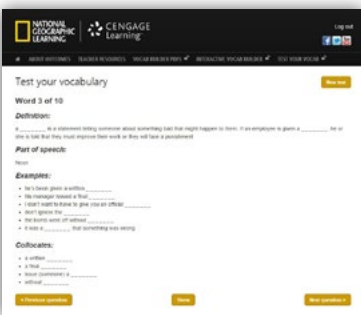 NATIONAL GEOGRAPHIC LEARNING
CENGAGE Learning
Log out
ABOUT OUTCOMES TEACHER RESOURCES VOCAB BUILDER PDFS INTERACTIVE VOCAB BUILDER TEST YOUR VOCAB
Test your vocabulary
New test
Word 3 of 10
Definition:
a ________ is a statement telling someone about something bad that might happen to them. If an employee is given a ________, he or
she is told that they must improve their work or they will face a punishment
Part of speech:
Noun
Examples:
• he's been given a written ________
• his manager issued a final ________
• I don't want to have to give you an official ________
• don't ignore the ________
• the bomb went off without ________
• it was a ________ that something was wrong
Collocates:
• a written ________
• a final ________
• issue (someone) a ________
• without ________
< Previous question
Next question >